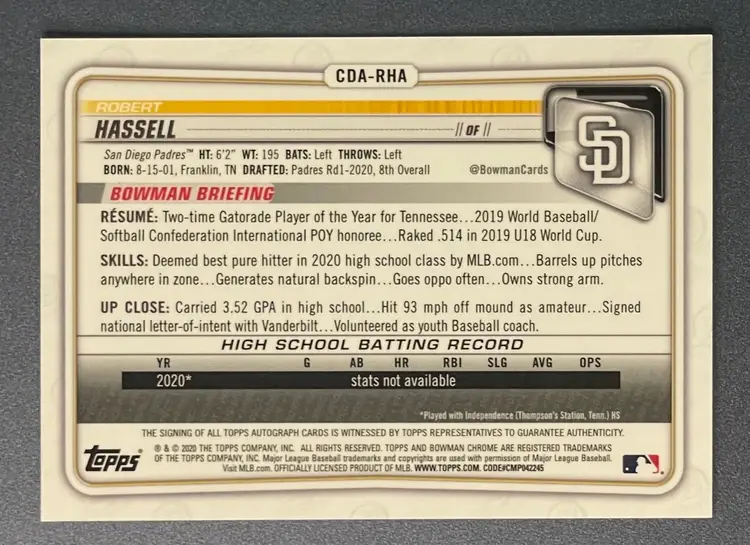 CDA-RHA
ROBERT
HASSELL
// OF //
San Diego Padres™ HT: 6'2" WT: 195 BATS: Left THROWS: Left
BORN: 8-15-01, Franklin, TN DRAFTED: Padres Rd1-2020, 8th Overall
@BowmanCards
SD
BOWMAN BRIEFING
RÉSUMÉ: Two-time Gatorade Player of the Year for Tennessee...2019 World Baseball/
Softball Confederation International POY honoree...Raked .514 in 2019 U18 World Cup.
SKILLS: Deemed best pure hitter in 2020 high school class by MLB.com...Barrels up pitches
anywhere in zone...Generates natural backspin...Goes oppo often...Owns strong arm.
UP CLOSE: Carried 3.52 GPA in high school...Hit 93 mph off mound as amateur...Signed
national letter-of-intent with Vanderbilt...Volunteered as youth Baseball coach.
HIGH SCHOOL BATTING RECORD
YR G AB HR RBI SLG AVG OPS
2020* stats not available
*Played with Independence (Thompson's Station, Tenn.) HS
THE SIGNING OF ALL TOPPS AUTOGRAPH CARDS IS WITNESSED BY TOPPS REPRESENTATIVES TO GUARANTEE AUTHENTICITY.
Topps
® & © 2020 THE TOPPS COMPANY, INC. ALL RIGHTS RESERVED. TOPPS AND BOWMAN CHROME ARE REGISTERED TRADEMARKS
OF THE TOPPS COMPANY, INC. Major League Baseball trademarks and copyrights are used with permission of Major League Baseball.
Visit MLB.com. OFFICIALLY LICENSED PRODUCT OF MLB. WWW.TOPPS.COM. CODE#CMP042245